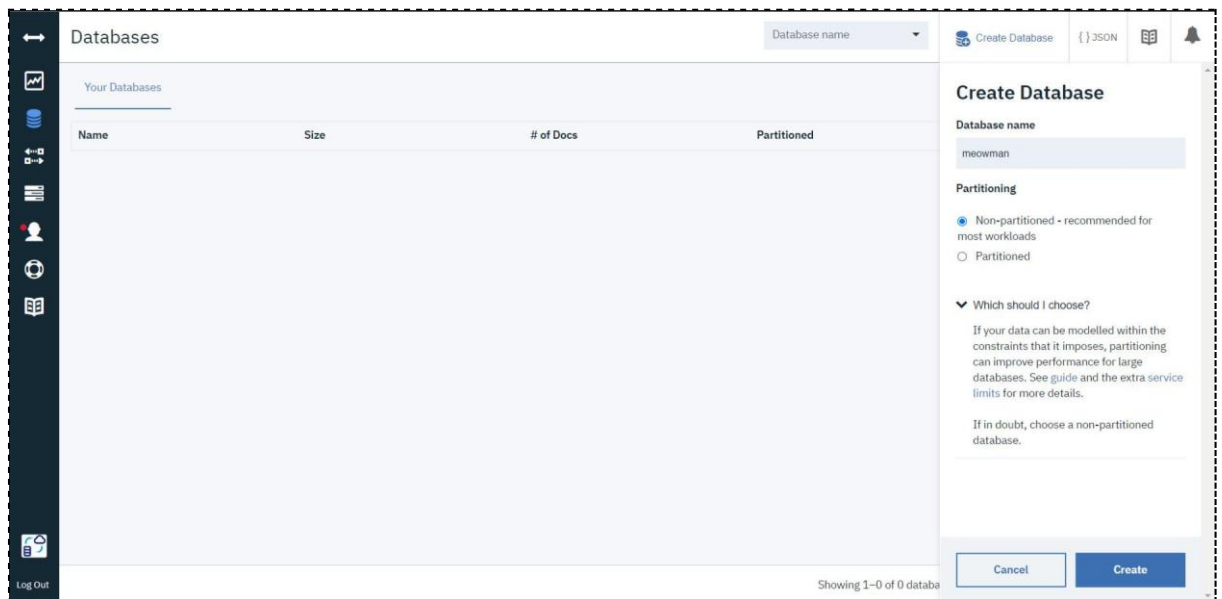 Databases
Database name
Create Database
{ } JSON
Your Databases
Name
Size
# of Docs
Partitioned
Showing 1–0 of 0 databa
Log Out
Create Database
Database name
meowman
Partitioning
Non-partitioned - recommended for
most workloads
Partitioned
Which should I choose?
If your data can be modelled within the
constraints that it imposes, partitioning
can improve performance for large
databases. See guide and the extra service
limits for more details.
If in doubt, choose a non-partitioned
database.
Cancel
Create